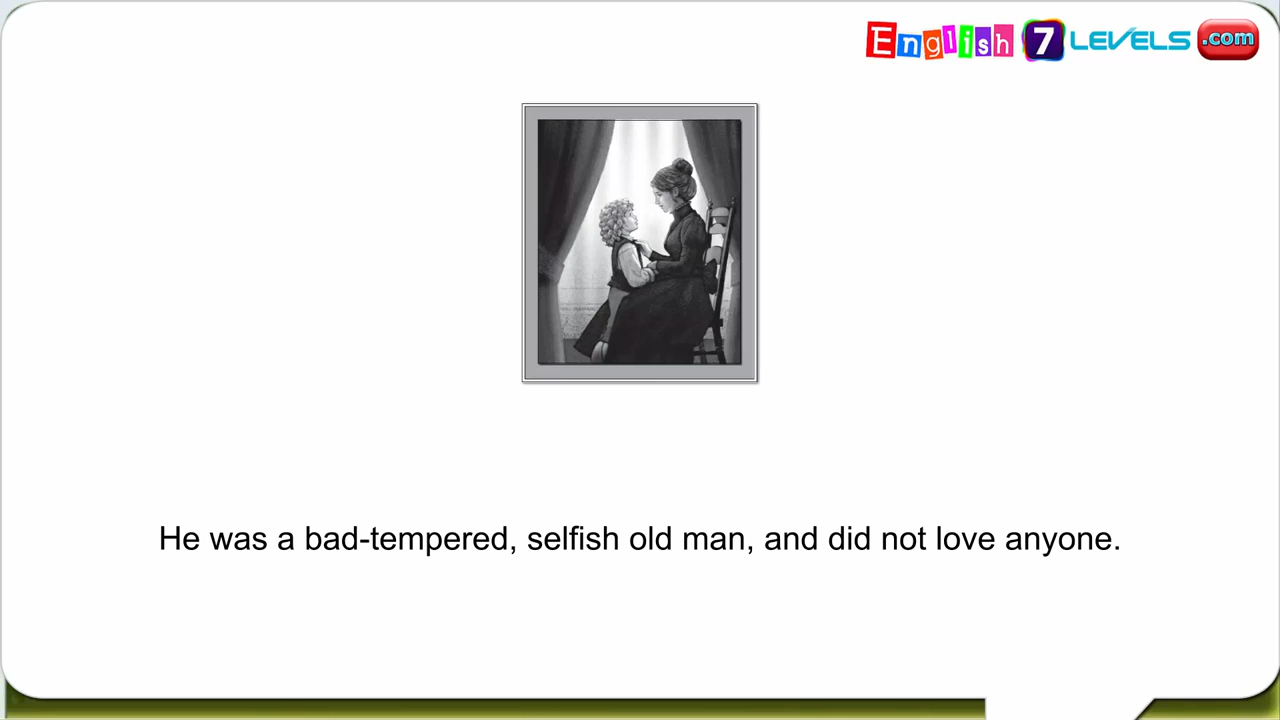 English 7 LEVELS .com
He was a bad-tempered, selfish old man, and did not love anyone.